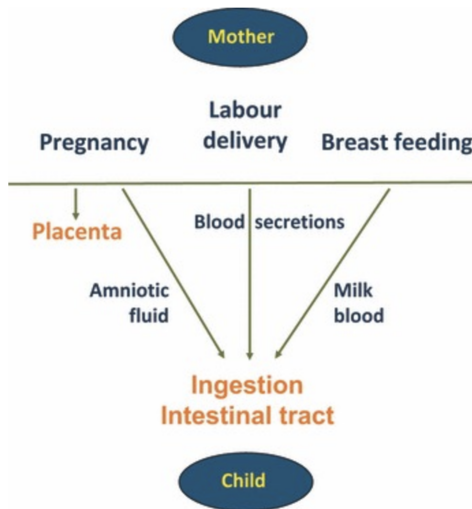 Mother
Labour
delivery
Pregnancy
Breast feeding
Placenta
Blood secretions
Amniotic
fluid
Milk
blood
Ingestion
Intestinal tract
Child